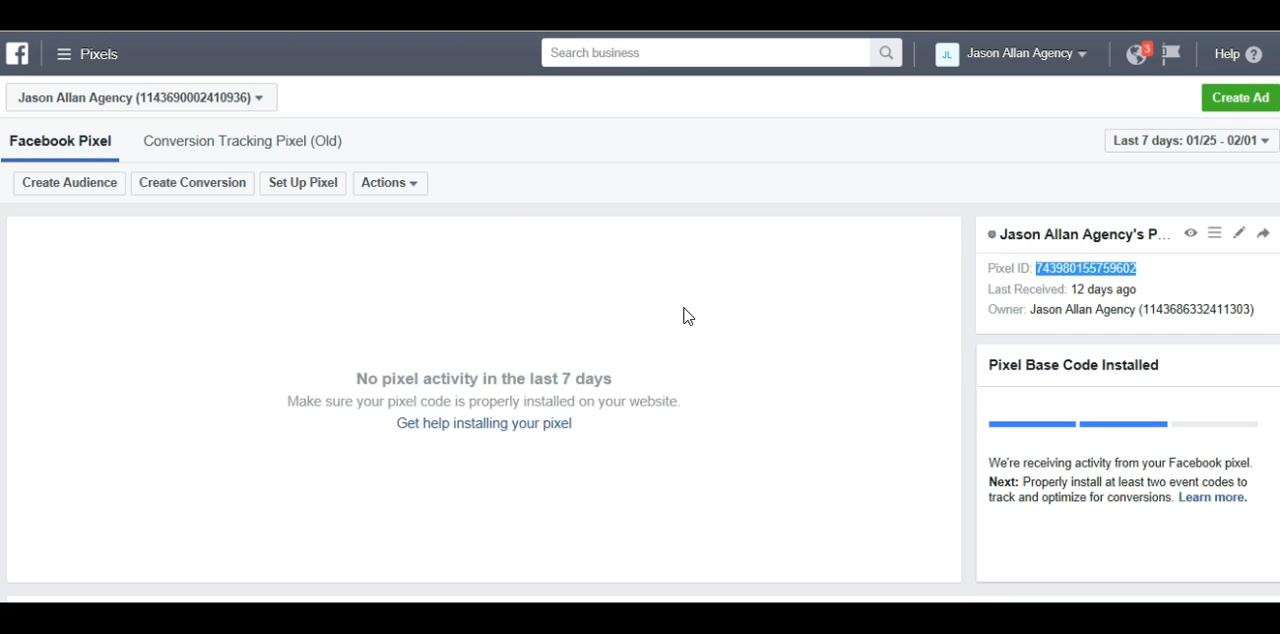 Pixels
Search business
JL Jason Allan Agency
3
Help ?
Jason Allan Agency (1143690002410936)
Create Ad
Facebook Pixel
Conversion Tracking Pixel (Old)
Last 7 days: 01/25 - 02/01
Create Audience
Create Conversion
Set Up Pixel
Actions
Jason Allan Agency's P...
Pixel ID: 743980155759602
Last Received: 12 days ago
Owner: Jason Allan Agency (1143686332411303)
No pixel activity in the last 7 days
Make sure your pixel code is properly installed on your website.
Get help installing your pixel
Pixel Base Code Installed
We're receiving activity from your Facebook pixel.
Next: Properly install at least two event codes to
track and optimize for conversions. Learn more.